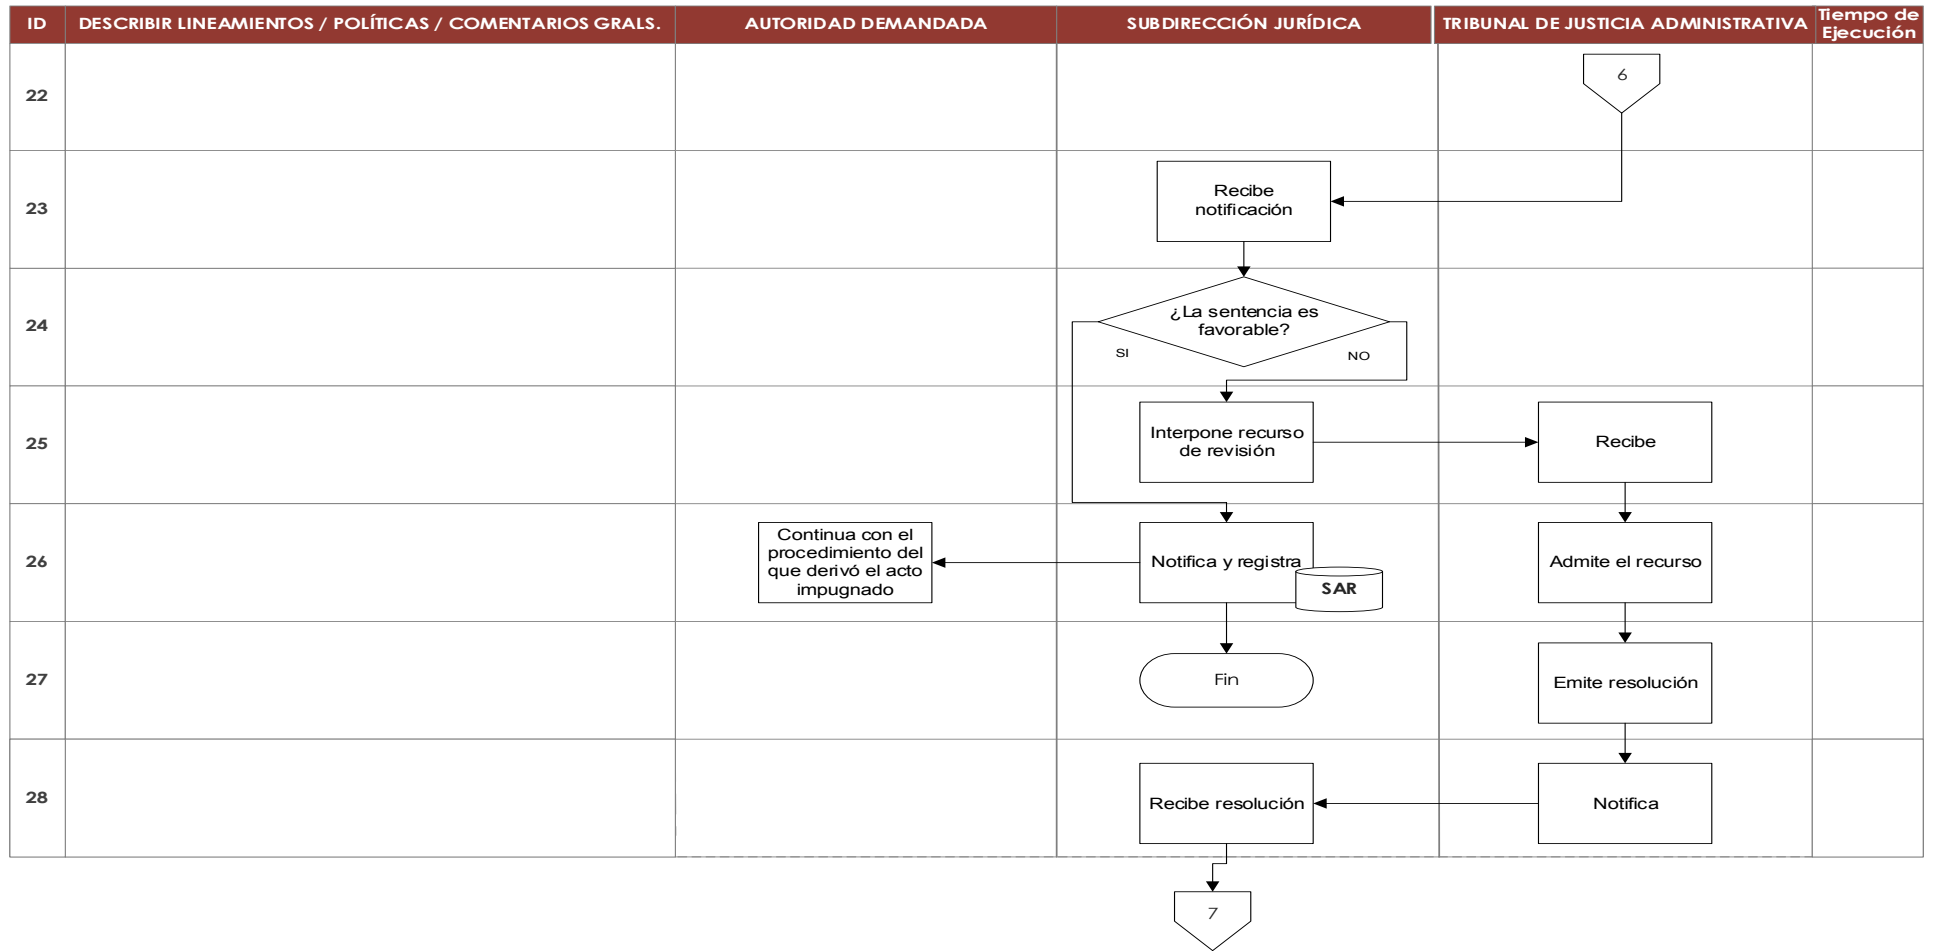 ID
DESCRIBIR LINEAMIENTOS / POLÍTICAS / COMENTARIOS GRALS.
AUTORIDAD DEMANDADA
SUBDIRECCIÓN JURÍDICA
TRIBUNAL DE JUSTICIA ADMINISTRATIVA
Tiempo de
Ejecución
22
6
23
Recibe
notificación
24
¿La sentencia es
favorable?
SI
NO
25
Interpone recurso
de revisión
Recibe
26
Continua con el
procedimiento del
que derivó el acto
impugnado
Notifica y registra
SAR
Admite el recurso
27
Fin
Emite resolución
28
Recibe resolución
Notifica
7